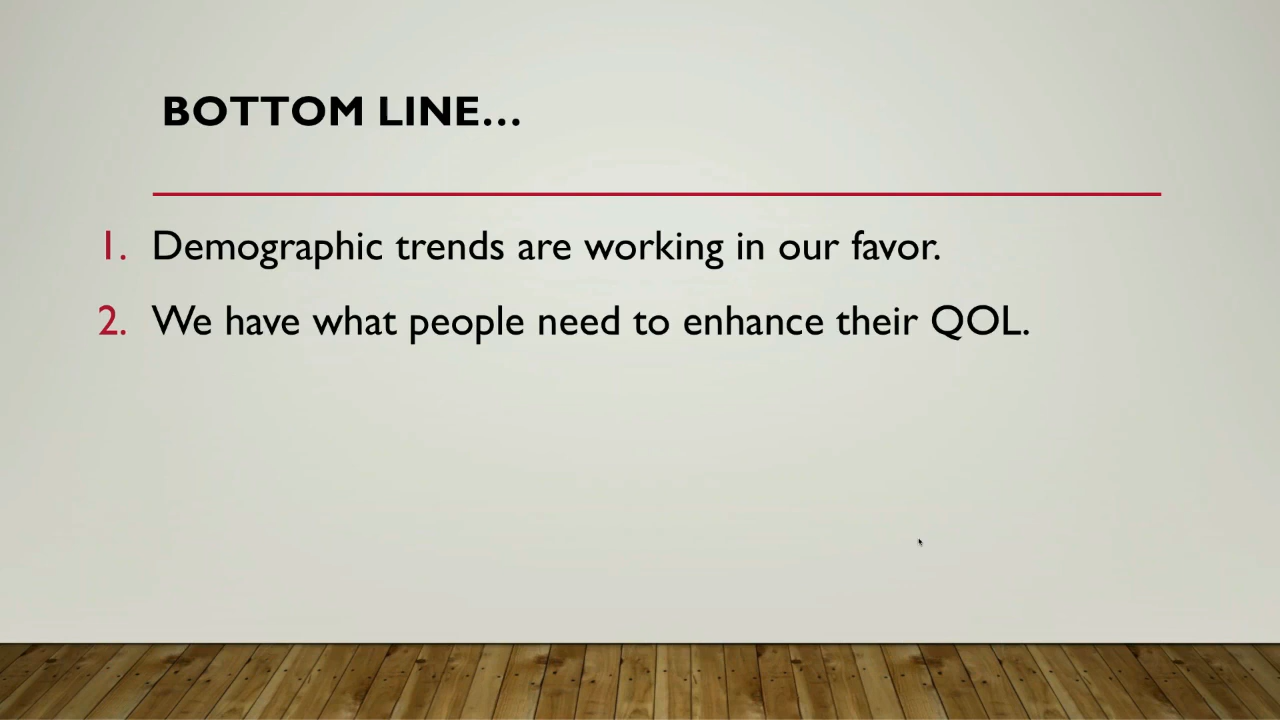 BOTTOM LINE…
1. Demographic trends are working in our favor.
2. We have what people need to enhance their QOL.